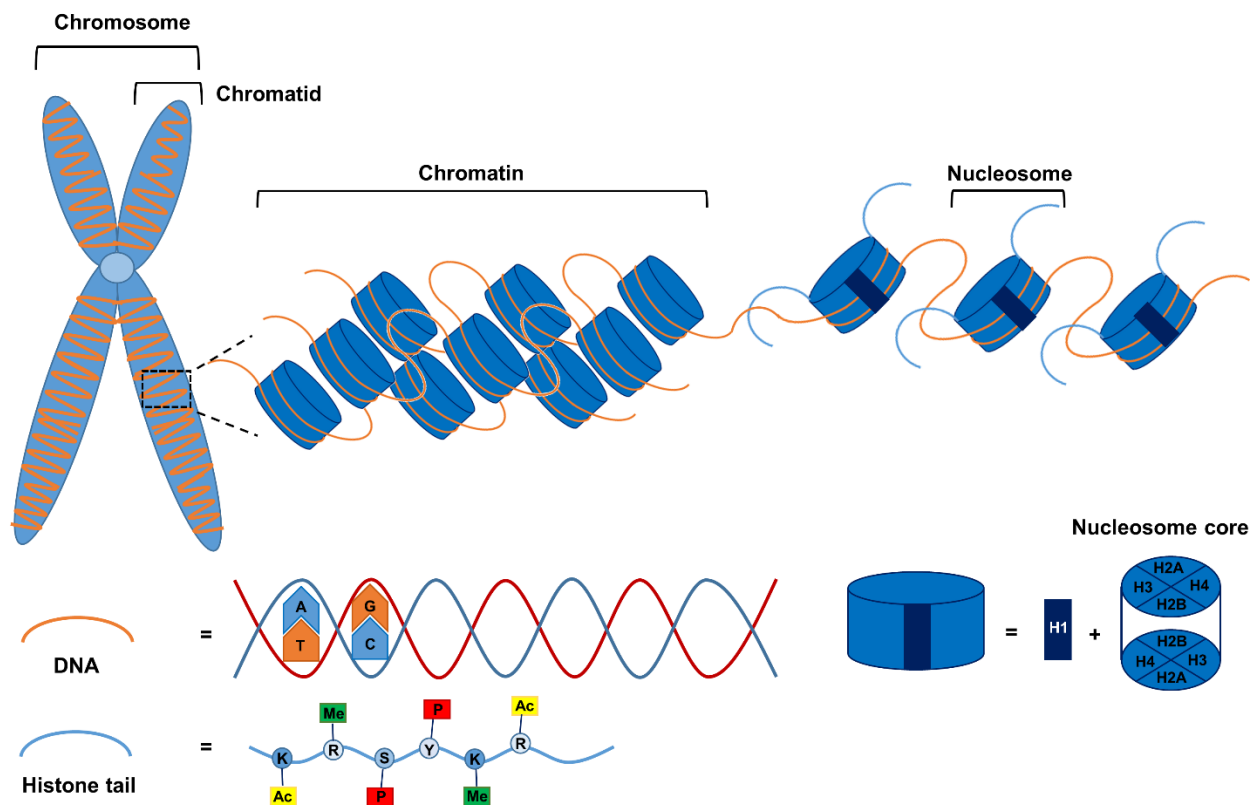 Chromosome
Chromatid
Chromatin
Nucleosome
Nucleosome core
H2A
H3 H4
H2B
H2B
H4 H3
H2A
= H1 +
A G
T C
DNA =
Me P Ac
K R S Y K R
Ac P Me
Histone tail =